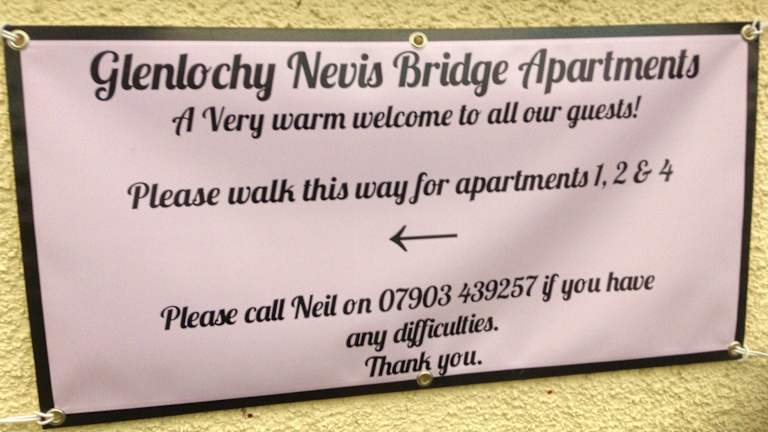 Glenlochy Nevis Bridge Apartments
A Very warm welcome to all our guests!
Please walk this way for apartments 1, 2 & 4
←
Please call Neil on 07903 439257 if you have
any difficulties.
Thank you.